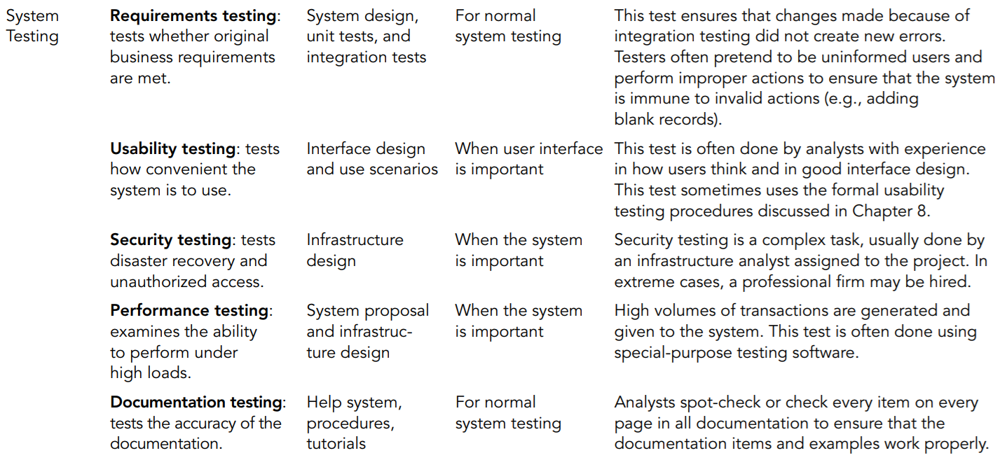 System
Testing
Requirements testing:
tests whether original
business requirements
are met.
System design,
unit tests, and
integration tests
For normal
system testing
This test ensures that changes made because of
integration testing did not create new errors.
Testers often pretend to be uninformed users and
perform improper actions to ensure that the system
is immune to invalid actions (e.g., adding
blank records).
Usability testing: tests
how convenient the
system is to use.
Interface design
and use scenarios
When user interface
is important
This test is often done by analysts with experience
in how users think and in good interface design.
This test sometimes uses the formal usability
testing procedures discussed in Chapter 8.
Security testing: tests
disaster recovery and
unauthorized access.
Infrastructure
design
When the system
is important
Security testing is a complex task, usually done by
an infrastructure analyst assigned to the project. In
extreme cases, a professional firm may be hired.
Performance testing:
examines the ability
to perform under
high loads.
System proposal
and infrastruc-
ture design
When the system
is important
High volumes of transactions are generated and
given to the system. This test is often done using
special-purpose testing software.
Documentation testing:
tests the accuracy of the
documentation.
Help system,
procedures,
tutorials
For normal
system testing
Analysts spot-check or check every item on every
page in all documentation to ensure that the
documentation items and examples work properly.